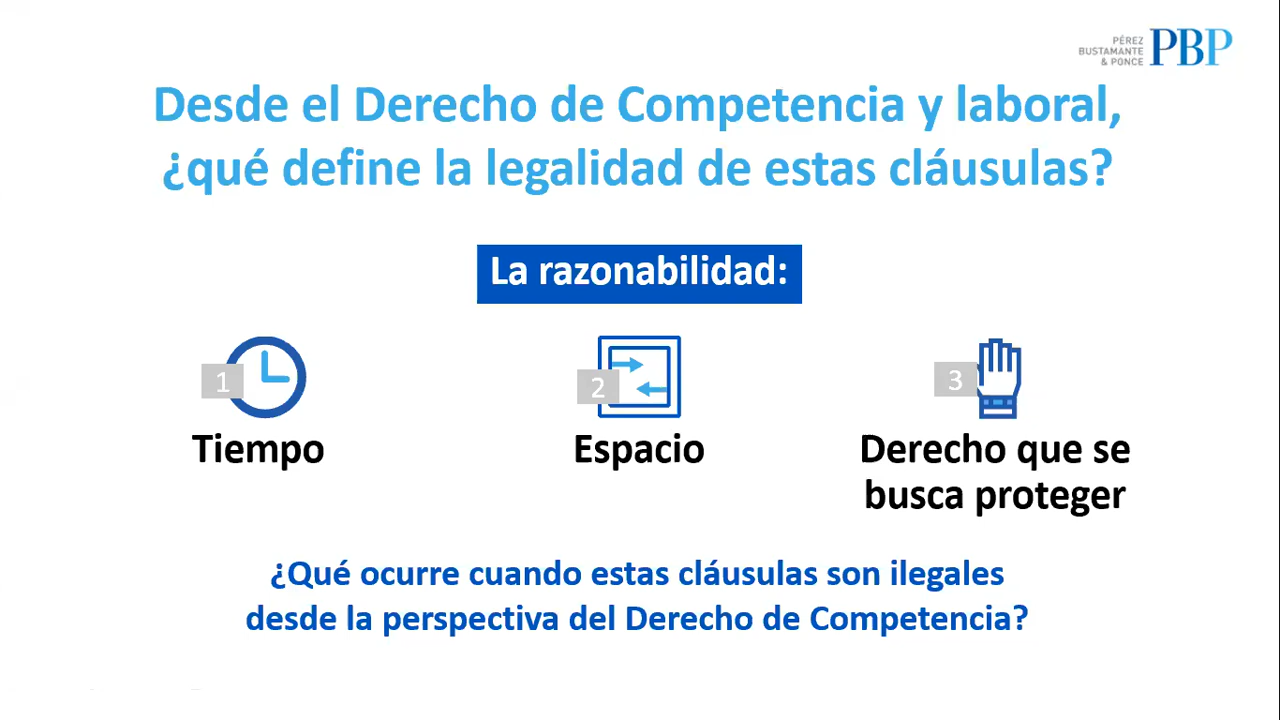 PÉREZ
BUSTAMANTE
& PONCE
PBP
Desde el Derecho de Competencia y laboral,
¿qué define la legalidad de estas cláusulas?
La razonabilidad:
1
Tiempo
2
Espacio
3
Derecho que se
busca proteger
¿Qué ocurre cuando estas cláusulas son ilegales
desde la perspectiva del Derecho de Competencia?